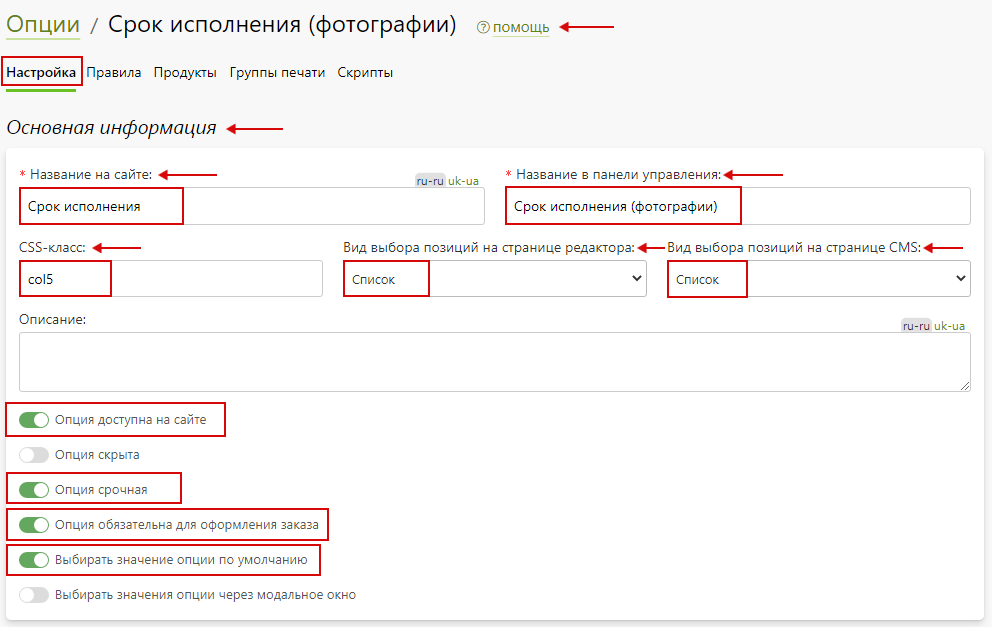 Опции / Срок исполнения (фотографии) ? помощь
Настройка Правила Продукты Группы печати Скрипты
Основная информация
* Название на сайте: ru-ru uk-ua * Название в панели управления:
Срок исполнения Срок исполнения (фотографии)
CSS-класс: Вид выбора позиций на странице редактора: Вид выбора позиций на странице CMS:
col5 Список Список
Описание: ru-ru uk-ua
Опция доступна на сайте
Опция скрыта
Опция срочная
Опция обязательна для оформления заказа
Выбирать значение опции по умолчанию
Выбирать значения опции через модальное окно